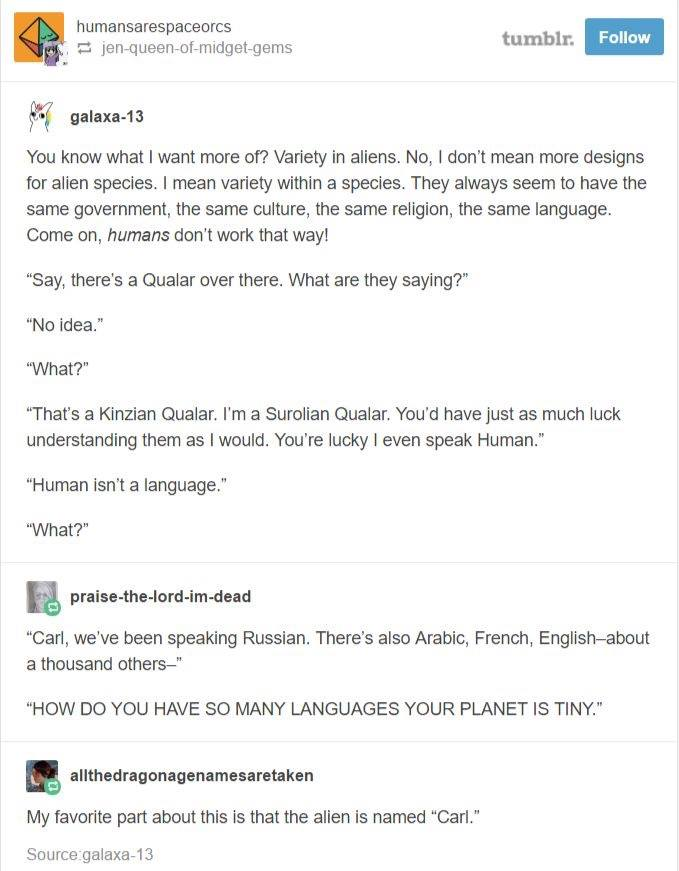 humansarespaceorcs
jen-queen-of-midget-gems
tumblr.
Follow
galaxa-13
You know what I want more of? Variety in aliens. No, I don’t mean more designs
for alien species. I mean variety within a species. They always seem to have the
same government, the same culture, the same religion, the same language.
Come on, humans don’t work that way!
“Say, there’s a Qualar over there. What are they saying?”
“No idea.”
“What?”
“That’s a Kinzian Qualar. I’m a Surolian Qualar. You’d have just as much luck
understanding them as I would. You’re lucky I even speak Human.”
“Human isn’t a language.”
“What?”
praise-the-lord-im-dead
“Carl, we’ve been speaking Russian. There’s also Arabic, French, English–about
a thousand others–”
“HOW DO YOU HAVE SO MANY LANGUAGES YOUR PLANET IS TINY.”
allthedragonagenamesaretaken
My favorite part about this is that the alien is named “Carl.”
Source:galaxa-13